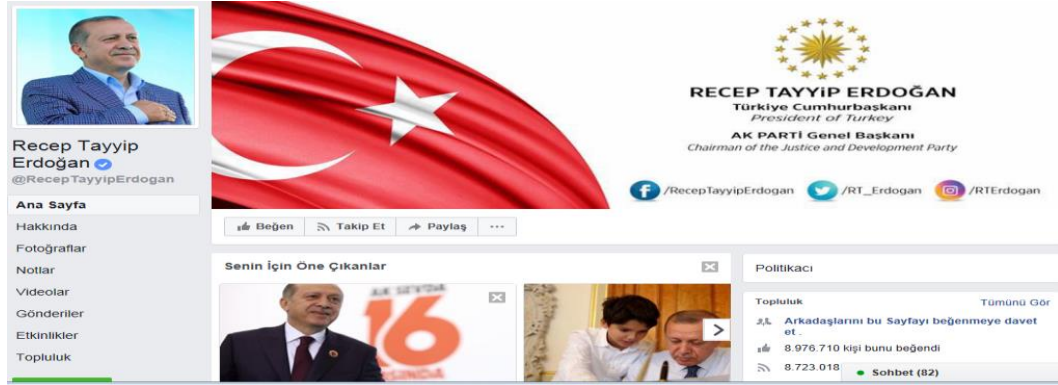 RECEP TAYYİP ERDOĞAN
Türkiye Cumhurbaşkanı
President of Turkey
AK PARTİ Genel Başkanı
Chairman of the Justice and Development Party
/RecepTayyipErdogan /RT_Erdogan /RTErdogan
Recep Tayyip
Erdoğan
@RecepTayyipErdogan
Ana Sayfa
Hakkında
Fotoğraflar
Notlar
Videolar
Gönderiler
Etkinlikler
Topluluk
Beğen Takip Et Paylaş ...
Senin İçin Öne Çıkanlar
16
Politikacı
Topluluk Tümünü Gör
Arkadaşlarını bu Sayfayı beğenmeye davet
et .
8.976.710 kişi bunu beğendi
8.723.018
Sohbet (82)